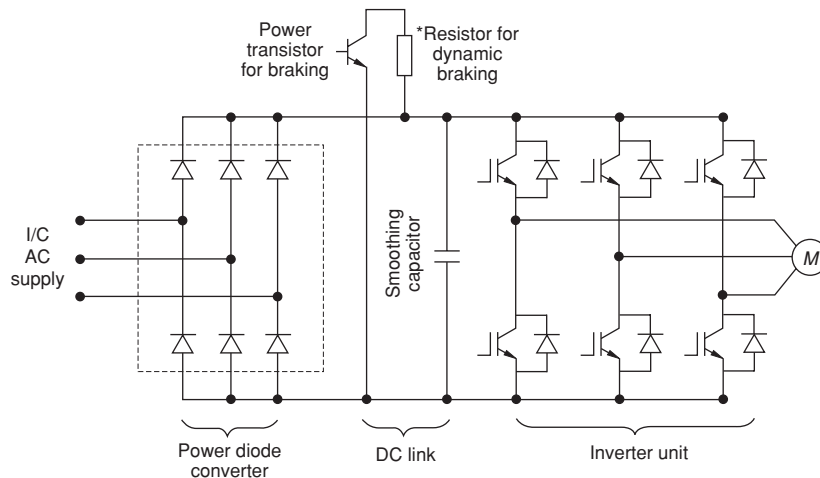 Power
transistor
for braking
*Resistor for
dynamic
braking
I/C
AC
supply
Smoothing
capacitor
M
Power diode
converter
DC link
Inverter unit